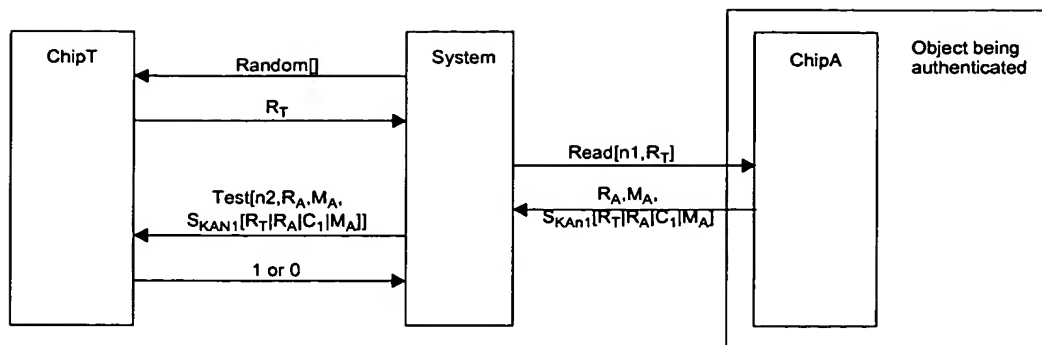 ChipT
System
ChipA
Object being
authenticated
Random[]
R_T
Read[n1,R_T]
Test[n2,R_A,M_A,
S_KAN1[R_T|R_A|C_1|M_A]]
R_A,M_A,
S_KAn1[R_T|R_A|C_1|M_A]
1 or 0